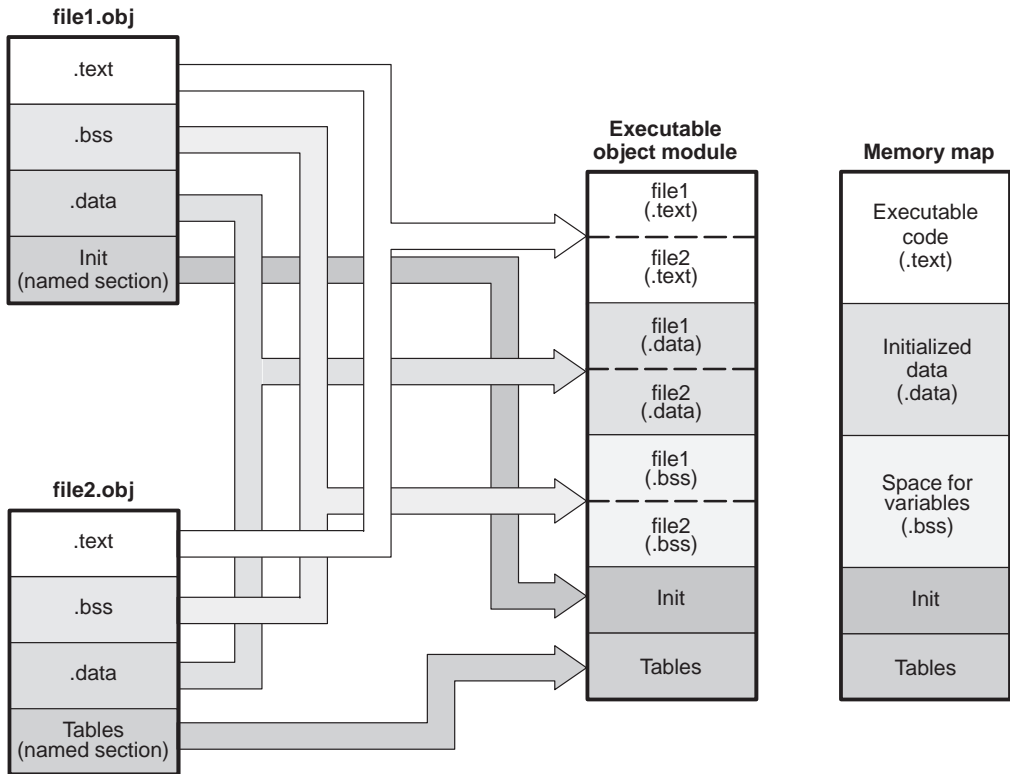 file1.obj
.text
.bss
.data
Init
(named section)
file2.obj
.text
.bss
.data
Tables
(named section)
Executable
object module
file1
(.text)
file2
(.text)
file1
(.data)
file2
(.data)
file1
(.bss)
file2
(.bss)
Init
Tables
Memory map
Executable
code
(.text)
Initialized
data
(.data)
Space for
variables
(.bss)
Init
Tables